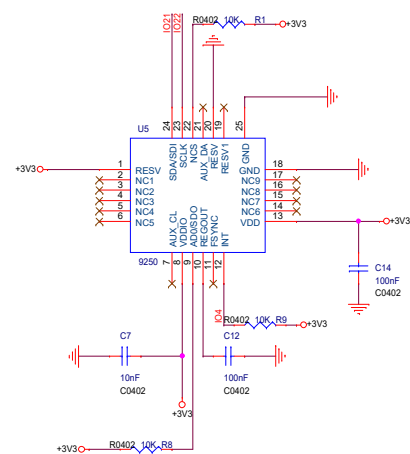 IO21
IO22
R0402 10K R1
+3V3
U5
24
23
22
21
20
19
25
SDA/SDI
SCLK
NCS
AUX_DA
RESV
RESV1
GND
+3V3
1
RESV
GND
18
2
NC1
NC9
17
3
NC2
NC8
16
4
NC3
NC7
15
5
NC4
NC6
14
6
NC5
VDD
13
+3V3
AUX_CL
VDDIO
AD0/SDO
REGOUT
FSYNC
INT
9250
7
8
9
10
11
12
C14
100nF
C0402
IO4
R0402 10K R9
+3V3
C7
10nF
C0402
C12
100nF
C0402
+3V3
+3V3
R0402 10K R8